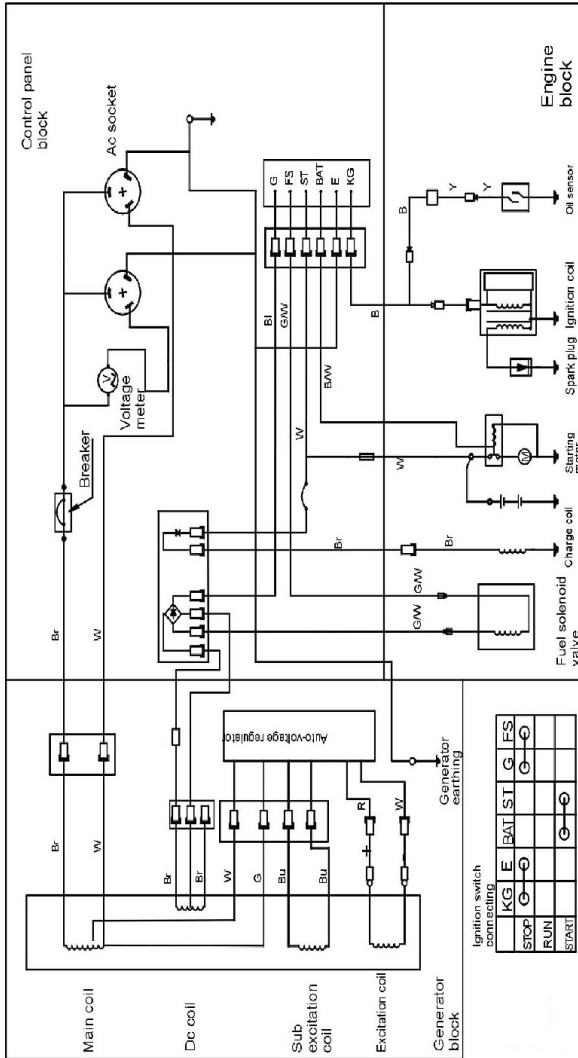 Control panel
block
Ac socket
Voltage
meter
V
Breaker
Br
W
G
FS
ST
BAT
E
KG
Bl
G/W
W
B/W
B
B
Y
Y
Engine
block
Oil sensor
Ignition coil
Spark plug
Starting
M
W
Charge coil
Br
Br
G/W
G/W
Fuel solenoid
valve
Br
W
Br
Br
W
G
Bu
Bu
R
W
Auto-voltage regulator
Generator
earthing
Main coil
Dc coil
Sub
excitation
coil
Excitation coil
Generator
block
Ignition switch
connecting
KG E BAT ST G FS
STOP
RUN
START